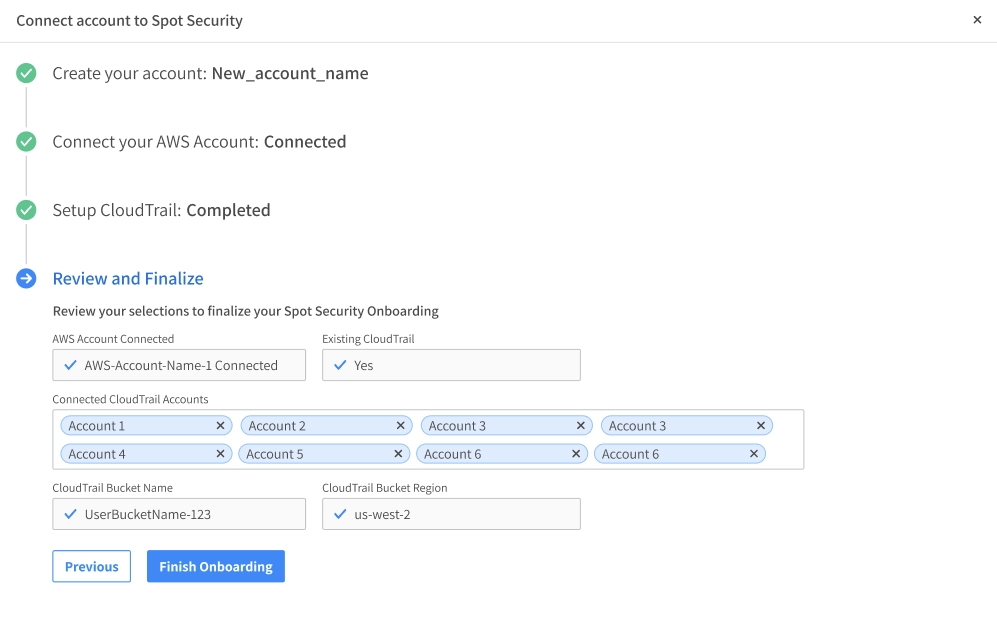 Connect account to Spot Security
Create your account: New_account_name
Connect your AWS Account: Connected
Setup CloudTrail: Completed
Review and Finalize
Review your selections to finalize your Spot Security Onboarding
AWS Account Connected Existing CloudTrail
AWS-Account-Name-1 Connected Yes
Connected CloudTrail Accounts
Account 1 Account 2 Account 3 Account 3
Account 4 Account 5 Account 6 Account 6
CloudTrail Bucket Name CloudTrail Bucket Region
UserBucketName-123 us-west-2
Previous Finish Onboarding